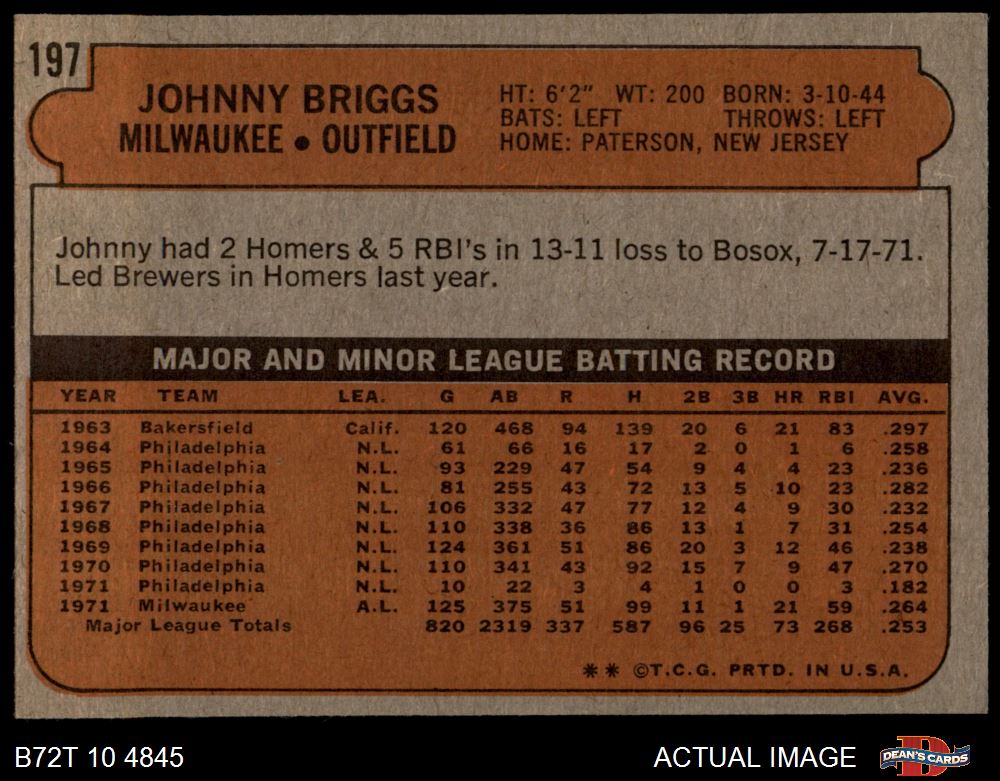 197
JOHNNY BRIGGS
MILWAUKEE • OUTFIELD
HT: 6'2" WT: 200 BORN: 3-10-44
BATS: LEFT THROWS: LEFT
HOME: PATERSON, NEW JERSEY
Johnny had 2 Homers & 5 RBI's in 13-11 loss to Bosox, 7-17-71.
Led Brewers in Homers last year.
MAJOR AND MINOR LEAGUE BATTING RECORD
YEAR TEAM LEA. G AB R H 2B 3B HR RBI AVG.
1963 Bakersfield Calif. 120 468 94 139 20 6 21 83 .297
1964 Philadelphia N.L. 61 66 16 17 2 0 1 6 .258
1965 Philadelphia N.L. 93 229 47 54 9 4 4 23 .236
1966 Philadelphia N.L. 81 255 43 72 13 5 10 23 .282
1967 Philadelphia N.L. 106 332 47 77 12 4 9 30 .232
1968 Philadelphia N.L. 110 338 36 86 13 1 7 31 .254
1969 Philadelphia N.L. 124 361 51 86 20 3 12 46 .238
1970 Philadelphia N.L. 110 341 43 92 15 7 9 47 .270
1971 Philadelphia N.L. 10 22 3 4 1 0 0 3 .182
1971 Milwaukee A.L. 125 375 51 99 11 1 21 59 .264
Major League Totals 820 2319 337 587 96 25 73 268 .253
** ©T.C.G. PRTD. IN U.S.A.
B72T 10 4845
ACTUAL IMAGE
DEAN'S CARDS